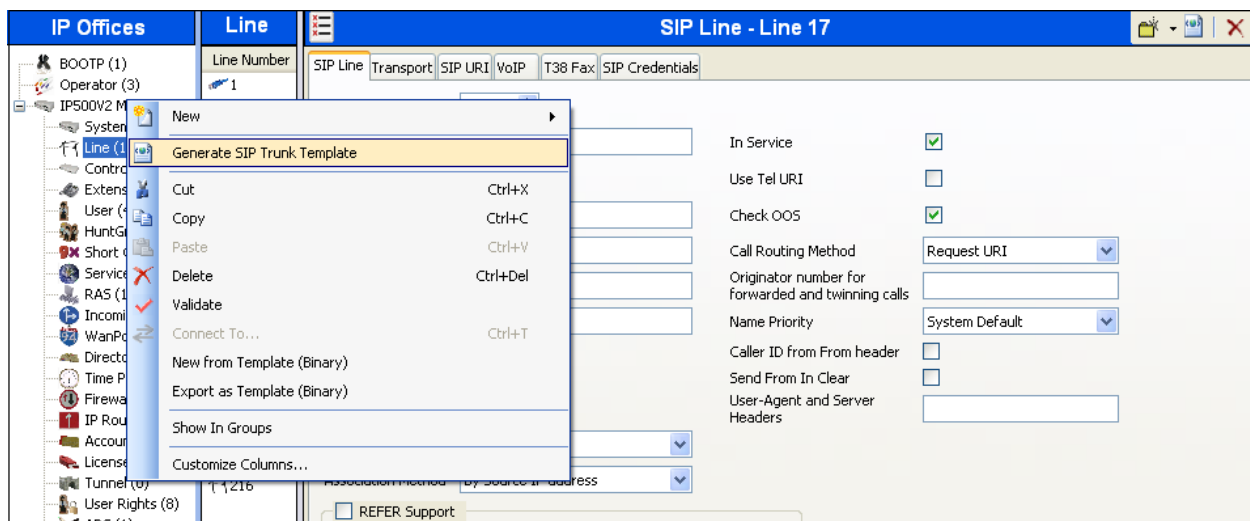 IP Offices
Line
SIP Line - Line 17
BOOTP (1)
Operator (3)
IP500V2 M
System
Line (1
Contro
Extens
User (
HuntG
Short
Service
RAS (1
Incomi
WanPo
Directo
Time P
Firewa
IP Rou
Accour
License
Tunnel (0)
User Rights (8)
Line Number
1
216
New
Generate SIP Trunk Template
Cut Ctrl+X
Copy Ctrl+C
Paste Ctrl+V
Delete Ctrl+Del
Validate
Connect To... Ctrl+T
New from Template (Binary)
Export as Template (Binary)
Show In Groups
Customize Columns...
SIP Line Transport SIP URI VoIP T38 Fax SIP Credentials
In Service
Use Tel URI
Check OOS
Call Routing Method Request URI
Originator number for
forwarded and twinning calls
Name Priority System Default
Caller ID from From header
Send From In Clear
User-Agent and Server
Headers
Association Method By Source IP address
REFER Support